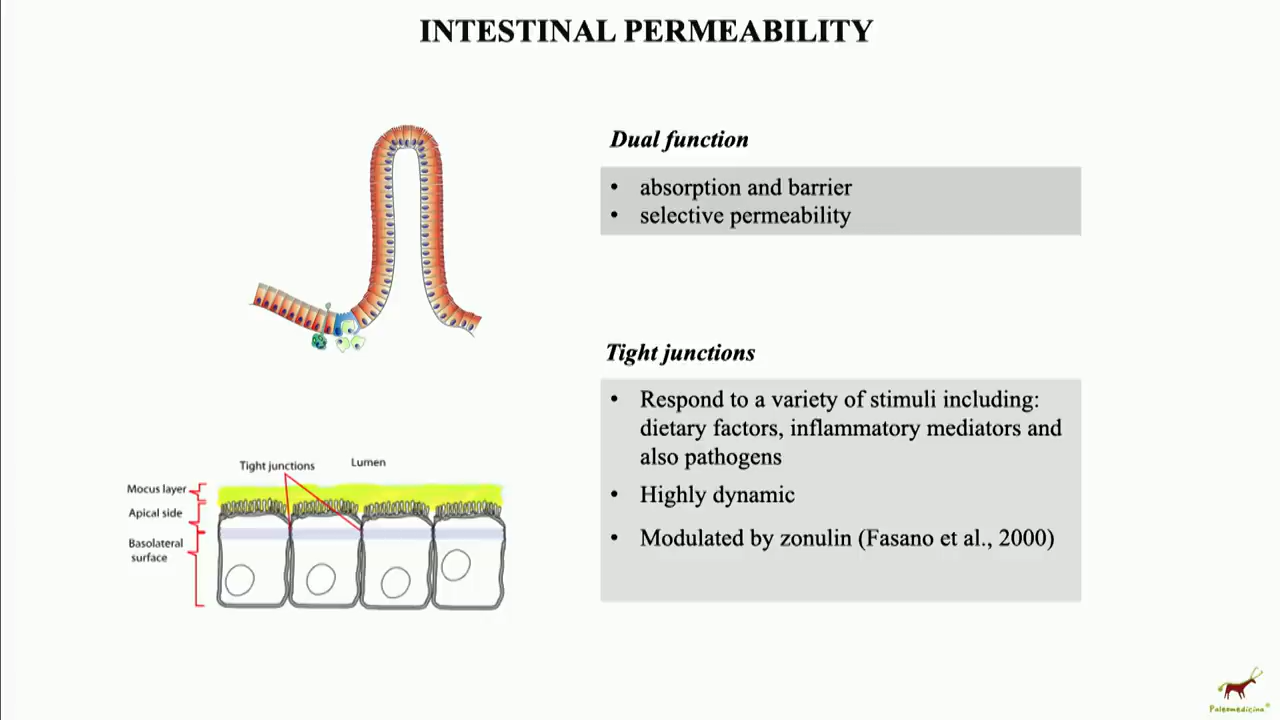 INTESTINAL PERMEABILITY
Dual function
• absorption and barrier
• selective permeability
Tight junctions
• Respond to a variety of stimuli including:
dietary factors, inflammatory mediators and
also pathogens
• Highly dynamic
• Modulated by zonulin (Fasano et al., 2000)
Tight junctions
Lumen
Mocus layer
Apical side
Basolateral
surface
Paleomedicina®